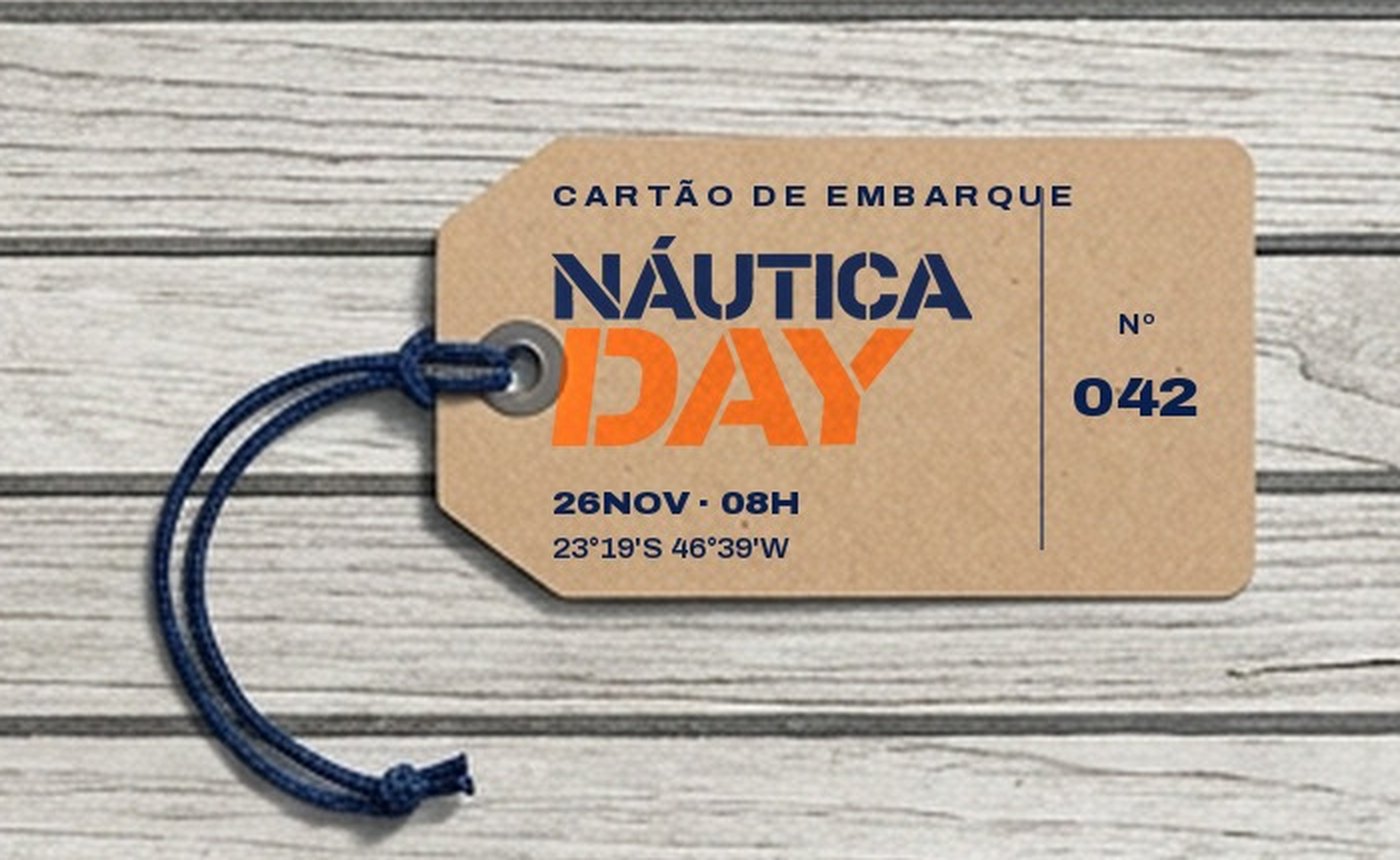 CARTÃO DE EMBARQUE
NÁUTICA
DAY
26NOV · 08H
23°19'S 46°39'W
Nº
042